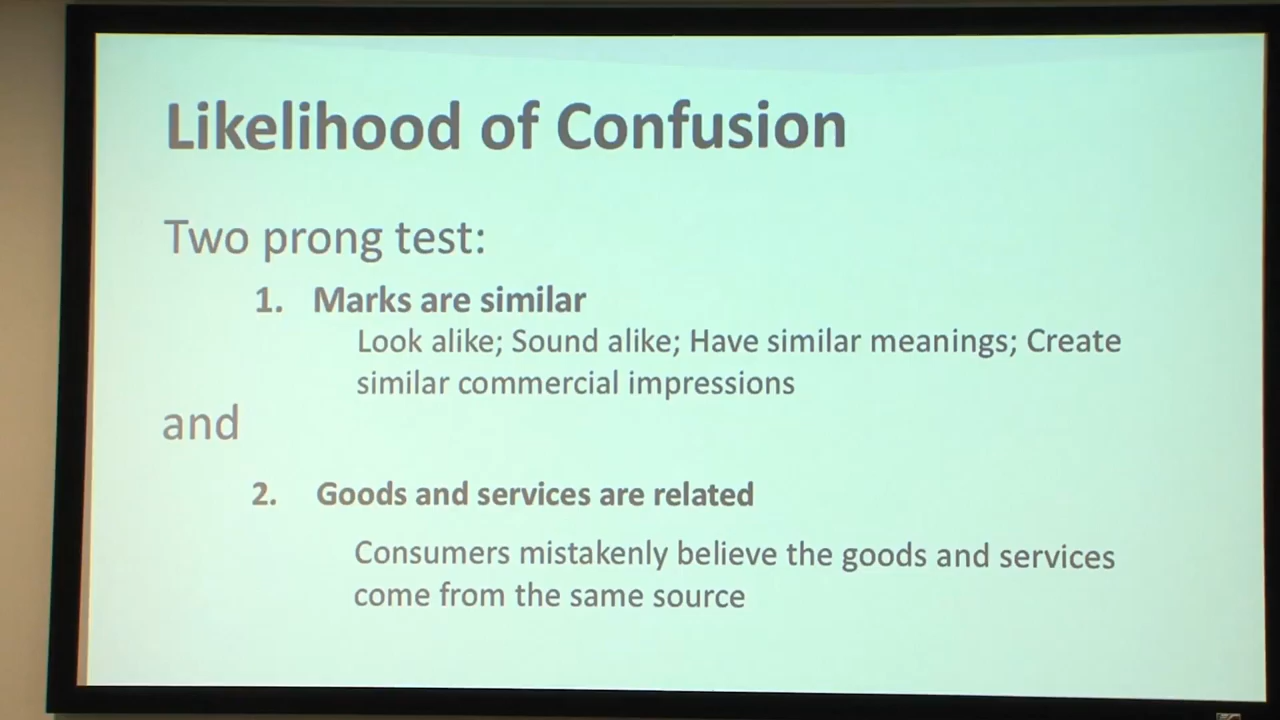 Likelihood of Confusion
Two prong test:
1. Marks are similar
Look alike; Sound alike; Have similar meanings; Create
similar commercial impressions
and
2. Goods and services are related
Consumers mistakenly believe the goods and services
come from the same source